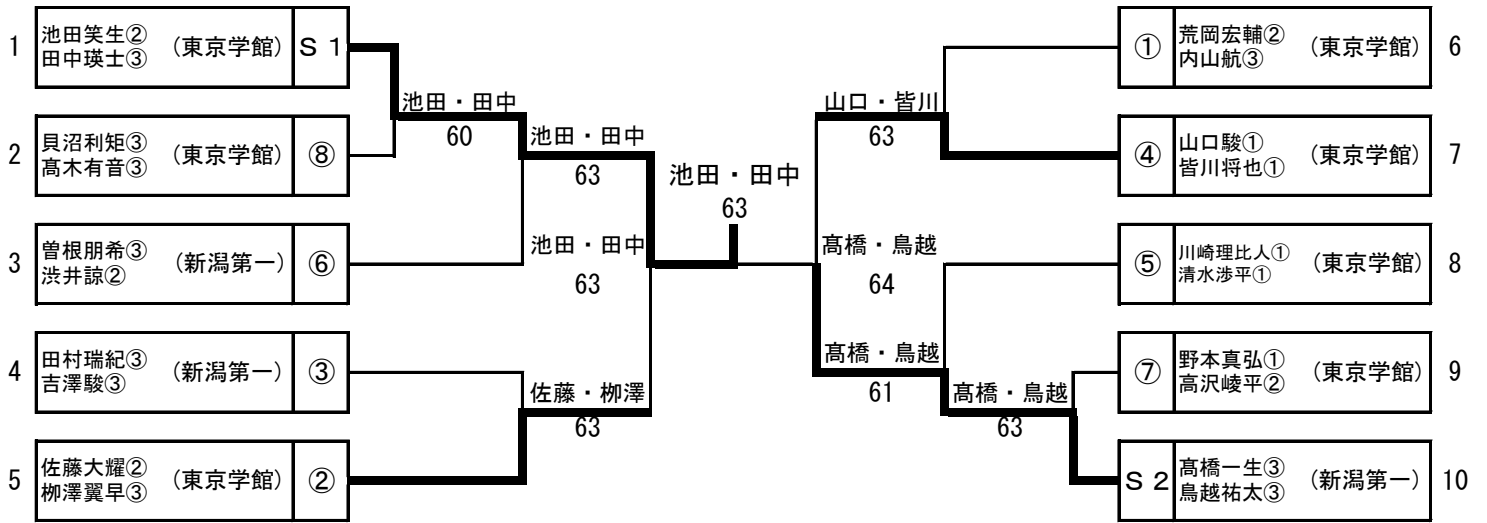 1 池田笑生② 田中瑛士③ (東京学館) S 1
2 貝沼利矩③ 髙木有音③ (東京学館) ⑧
3 曽根朋希③ 渋井諒② (新潟第一) ⑥
4 田村瑞紀③ 吉澤駿③ (新潟第一) ③
5 佐藤大耀② 栁澤翼早③ (東京学館) ②
池田・田中
60
池田・田中
63
池田・田中
63
佐藤・栁澤
63
池田・田中
63
山口・皆川
63
髙橋・鳥越
64
髙橋・鳥越
61
髙橋・鳥越
63
① 荒岡宏輔② 内山航③ (東京学館) 6
④ 山口駿① 皆川将也① (東京学館) 7
⑤ 川崎理比人① 清水渉平① (東京学館) 8
⑦ 野本真弘① 高沢崚平② (東京学館) 9
S 2 髙橋一生③ 鳥越祐太③ (新潟第一) 10